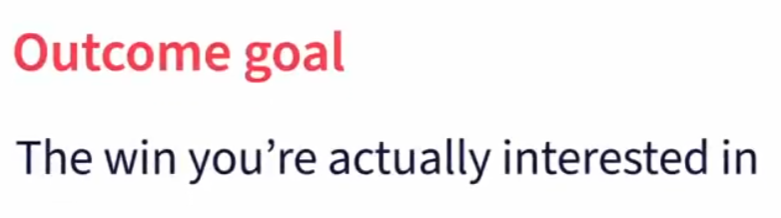 Outcome goal
The win you’re actually interested in